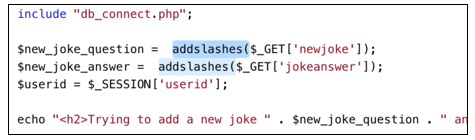 include "db_connect.php";
$new_joke_question =  addslashes($_GET['newjoke']);
$new_joke_answer =  addslashes($_GET['jokeanswer']);
$userid = $_SESSION['userid'];
echo "<h2>Trying to add a new joke " . $new_joke_question . " an